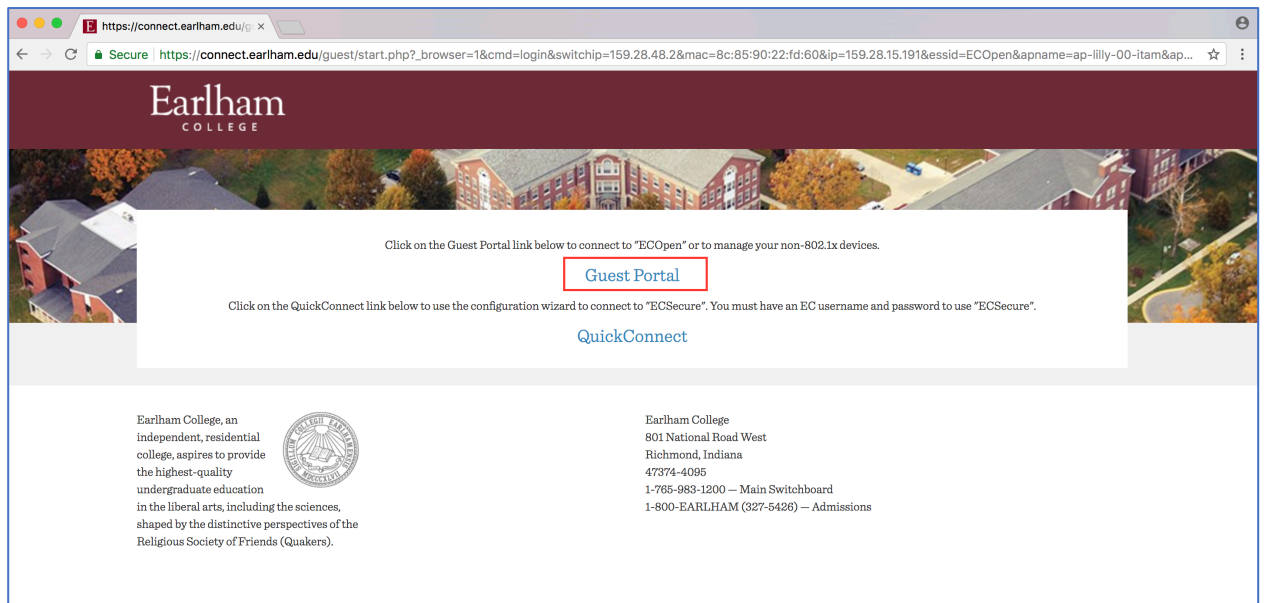 E https://connect.earlham.edu/g
Secure https://connect.earlham.edu/guest/start.php?_browser=1&cmd=login&switchip=159.28.48.2&mac=8c:85:90:22:fd:60&ip=159.28.15.191&essid=ECOpen&apname=ap-lilly-00-itam&ap...
Earlham
COLLEGE
Click on the Guest Portal link below to connect to "ECOpen" or to manage your non-802.1x devices.
Guest Portal
Click on the QuickConnect link below to use the configuration wizard to connect to "ECSecure". You must have an EC username and password to use "ECSecure".
QuickConnect
Earlham College, an
independent, residential
college, aspires to provide
the highest-quality
undergraduate education
in the liberal arts, including the sciences,
shaped by the distinctive perspectives of the
Religious Society of Friends (Quakers).
Earlham College
801 National Road West
Richmond, Indiana
47374-4095
1-765-983-1200 — Main Switchboard
1-800-EARLHAM (327-5426) — Admissions